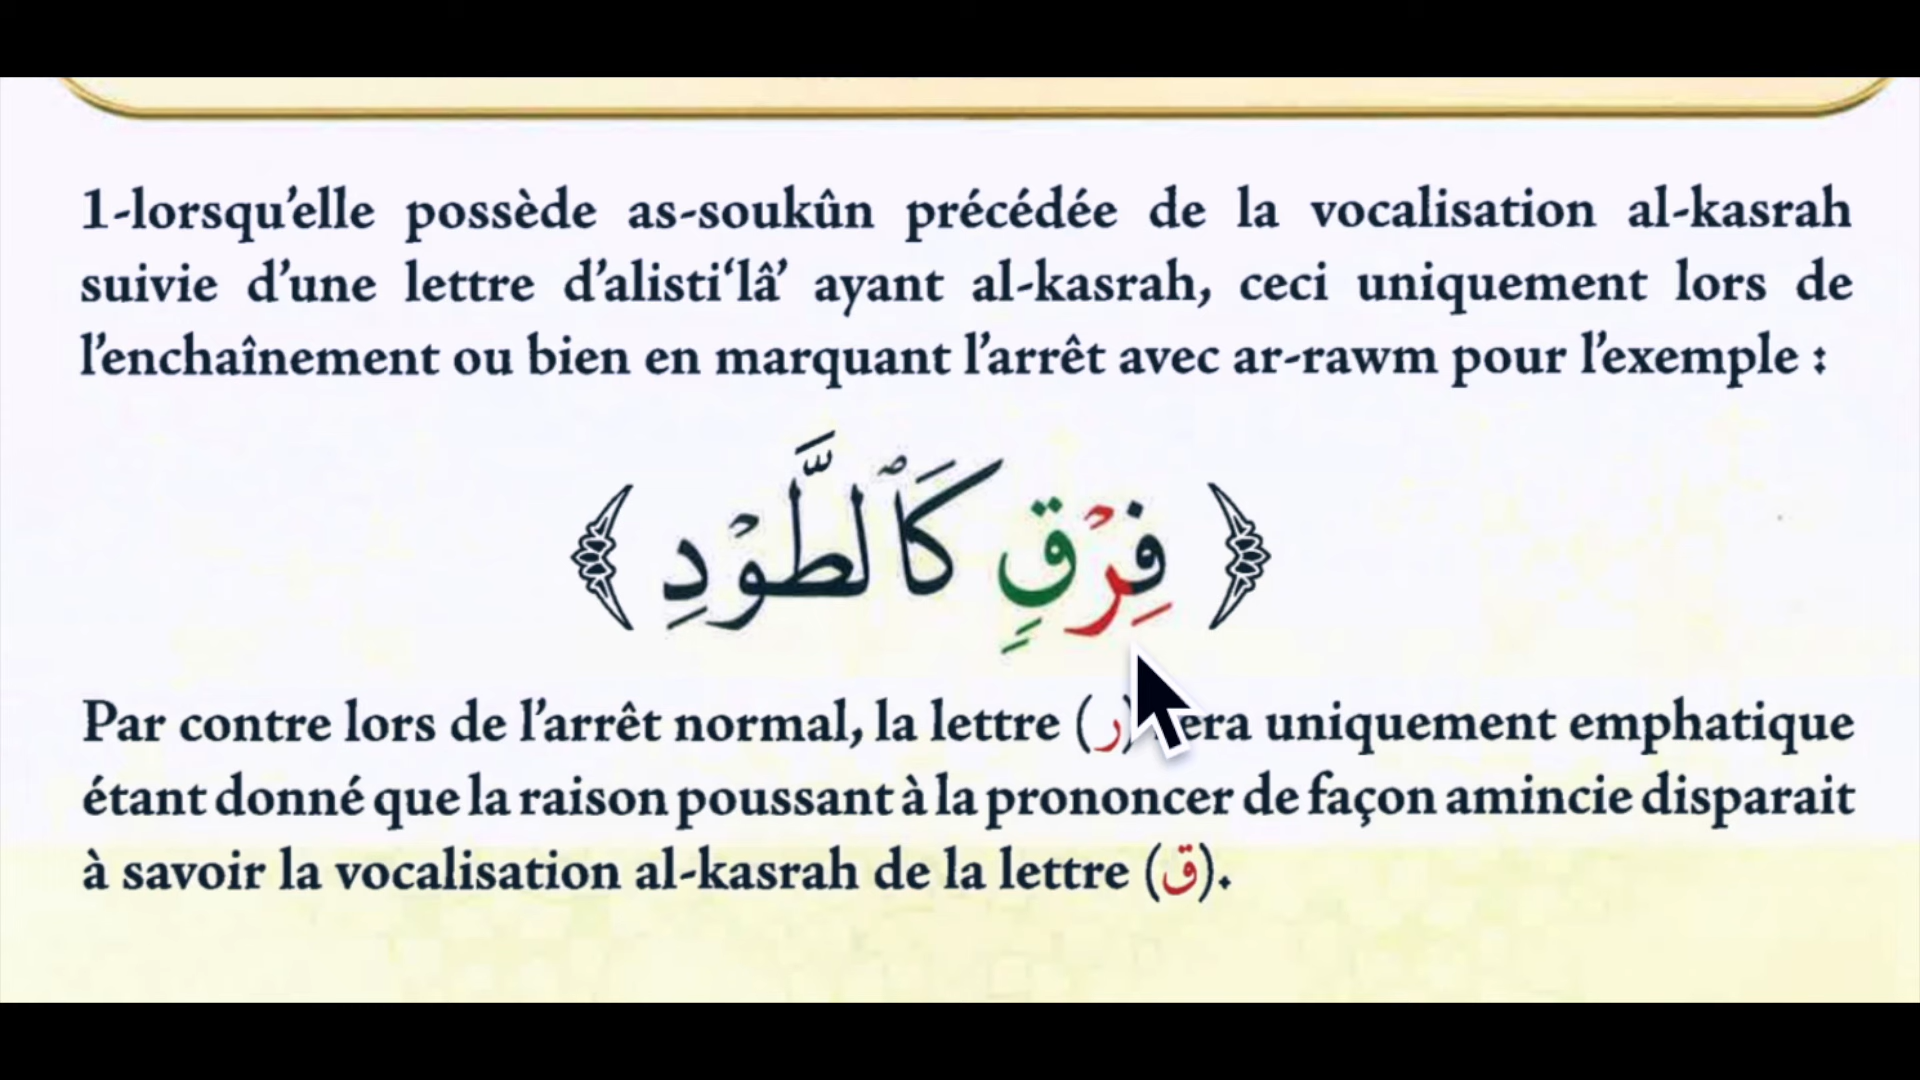 1-lorsqu’elle possède as-soukûn précédée de la vocalisation al-kasrah
suivie d’une lettre d’alisti‘lâ’ ayant al-kasrah, ceci uniquement lors de
l’enchaînement ou bien en marquant l’arrêt avec ar-rawm pour l’exemple :
﴿ فِرۡقٖ كَٱلطَّوۡدِ ﴾
Par contre lors de l’arrêt normal, la lettre (ر) era uniquement emphatique
étant donné que la raison poussant à la prononcer de façon amincie disparait
à savoir la vocalisation al-kasrah de la lettre (ق).